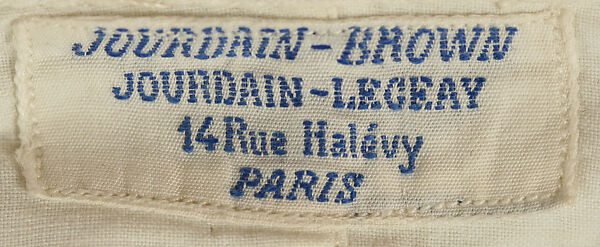 JOURDAIN-BROWN
JOURDAIN-LEGEAY
14 Rue Halévy
PARIS